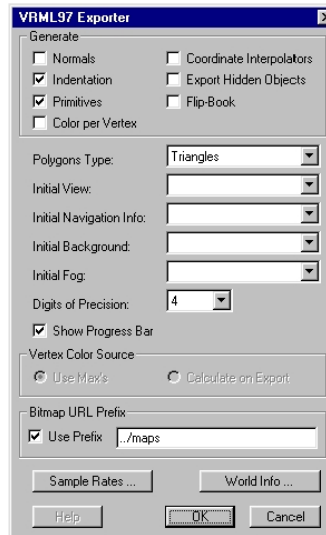 VRML97 Exporter
Generate
Normals
Coordinate Interpolators
Indentation
Export Hidden Objects
Primitives
Flip-Book
Color per Vertex
Polygons Type:
Triangles
Initial View:
Initial Navigation Info:
Initial Background:
Initial Fog:
Digits of Precision:
4
Show Progress Bar
Vertex Color Source
Use Max's
Calculate on Export
Bitmap URL Prefix
Use Prefix
../maps
Sample Rates ...
World Info ...
Help
OK
Cancel